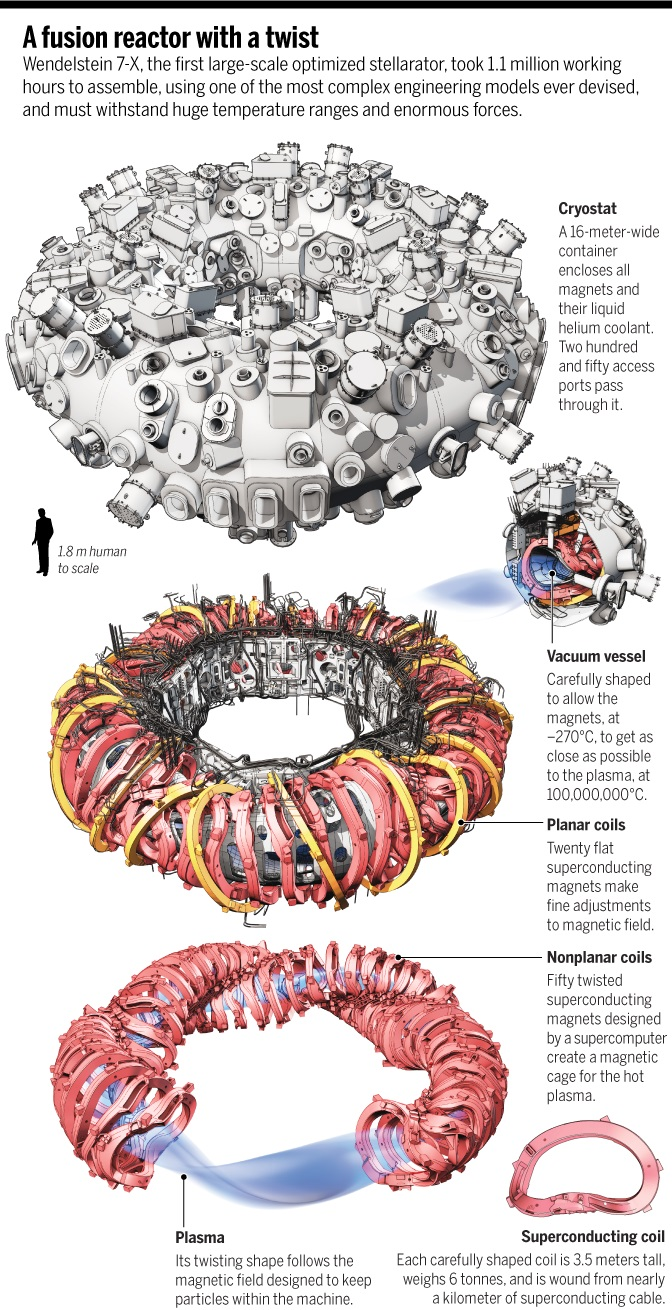 A fusion reactor with a twist
Wendelstein 7-X, the first large-scale optimized stellarator, took 1.1 million working
hours to assemble, using one of the most complex engineering models ever devised,
and must withstand huge temperature ranges and enormous forces.
Cryostat
A 16-meter-wide
container
encloses all
magnets and
their liquid
helium coolant.
Two hundred
and fifty access
ports pass
through it.
1.8 m human
to scale
Vacuum vessel
Carefully shaped
to allow the
magnets, at
–270°C, to get as
close as possible
to the plasma, at
100,000,000°C.
Planar coils
Twenty flat
superconducting
magnets make
fine adjustments
to magnetic field.
Nonplanar coils
Fifty twisted
superconducting
magnets designed
by a supercomputer
create a magnetic
cage for the hot
plasma.
Plasma
Its twisting shape follows the
magnetic field designed to keep
particles within the machine.
Superconducting coil
Each carefully shaped coil is 3.5 meters tall,
weighs 6 tonnes, and is wound from nearly
a kilometer of superconducting cable.